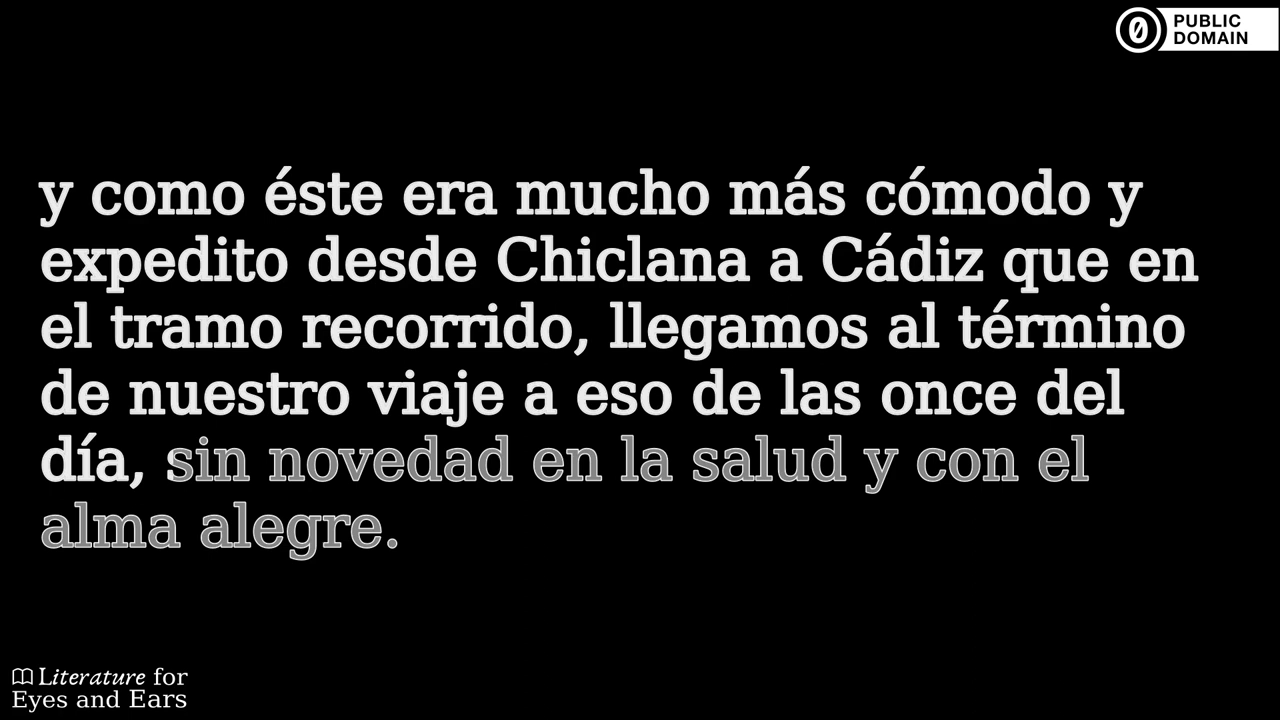 PUBLIC
DOMAIN
y como éste era mucho más cómodo y
expedito desde Chiclana a Cádiz que en
el tramo recorrido, llegamos al término
de nuestro viaje a eso de las once del
día, sin novedad en la salud y con el
alma alegre.
Literature for
Eyes and Ears